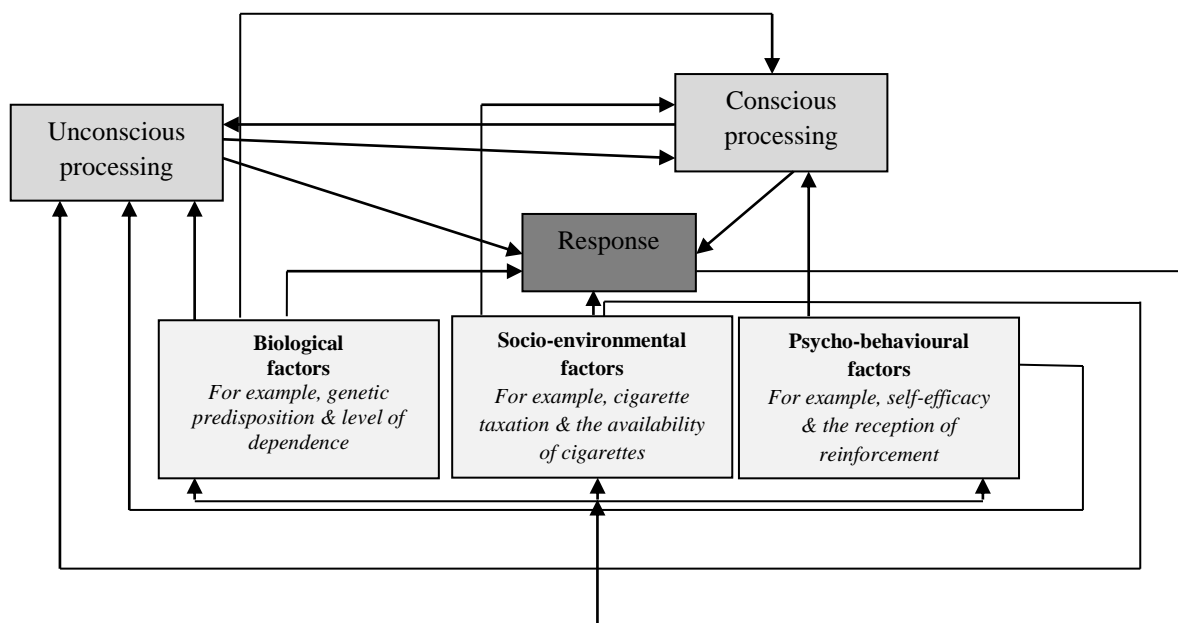 Unconscious
processing
Conscious
processing
Response
Biological
factors
For example, genetic
predisposition & level of
dependence
Socio-environmental
factors
For example, cigarette
taxation & the availability
of cigarettes
Psycho-behavioural
factors
For example, self-efficacy
& the reception of
reinforcement